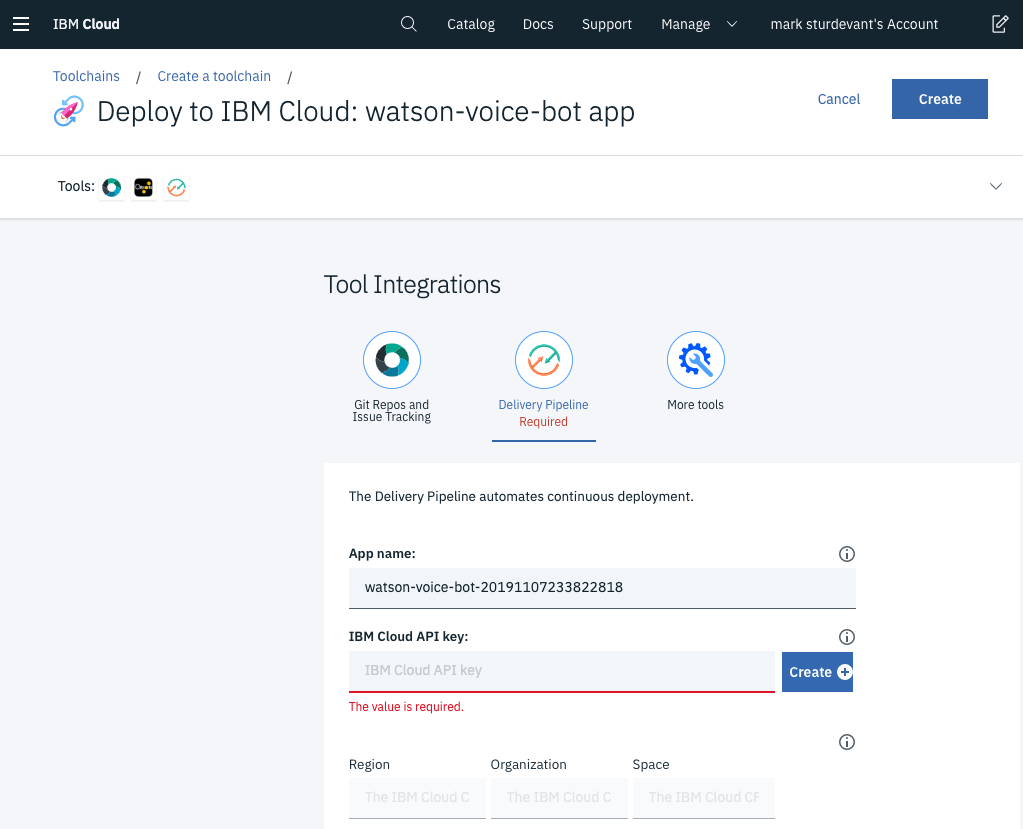 IBM Cloud
Catalog
Docs
Support
Manage
mark sturdevant's Account
Toolchains / Create a toolchain /
Deploy to IBM Cloud: watson-voice-bot app
Cancel
Create
Tools:
Tool Integrations
Git Repos and
Issue Tracking
Delivery Pipeline
Required
More tools
The Delivery Pipeline automates continuous deployment.
App name:
watson-voice-bot-20191107233822818
IBM Cloud API key:
IBM Cloud API key
Create
The value is required.
Region
Organization
Space
The IBM Cloud C
The IBM Cloud C
The IBM Cloud CF